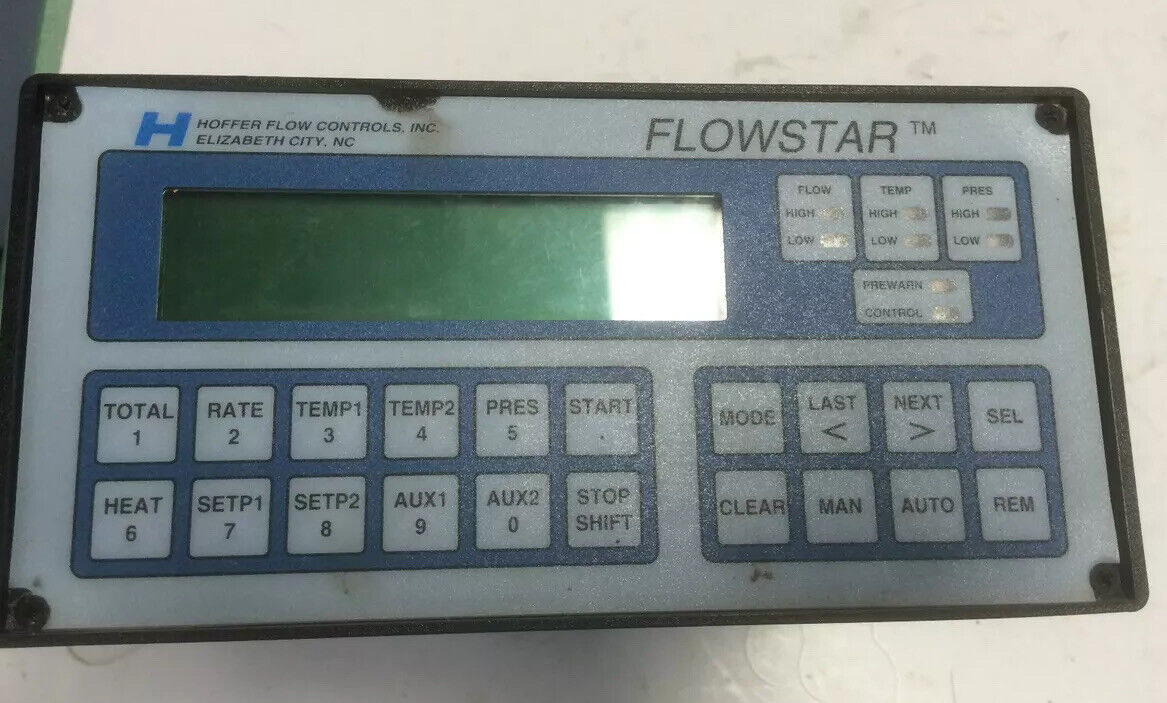 H HOFFER FLOW CONTROLS, INC.
ELIZABETH CITY, NC
FLOWSTAR ™
FLOW
HIGH
LOW
TEMP
HIGH
LOW
PRES
HIGH
LOW
PREWARN
CONTROL
TOTAL
1
RATE
2
TEMP1
3
TEMP2
4
PRES
5
START
.
HEAT
6
SETP1
7
SETP2
8
AUX1
9
AUX2
0
STOP
SHIFT
MODE
LAST
<
NEXT
>
SEL
CLEAR
MAN
AUTO
REM